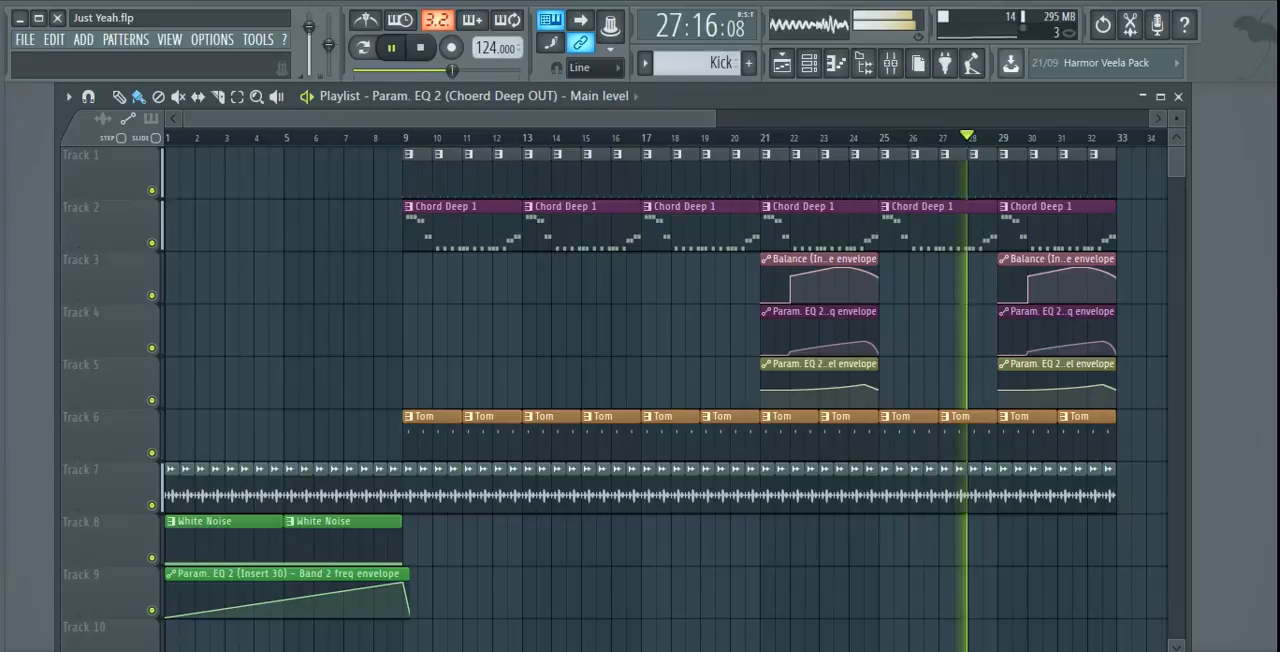 Just Yeah.flp
FILE EDIT ADD PATTERNS VIEW OPTIONS TOOLS ?
3.2.
124.000
Line
27:16:08
B:S:T
Kick
14
295 MB
3
21/09 Harmor Veela Pack
Playlist - Param. EQ 2 (Choerd Deep OUT) - Main level
STEP SLIDE
1 2 3 4 5 6 7 8 9 10 11 12 13 14 15 16 17 18 19 20 21 22 23 24 25 26 27 28 29 30 31 32 33 34
Track 1
Track 2
Chord Deep 1 Chord Deep 1 Chord Deep 1 Chord Deep 1 Chord Deep 1 Chord Deep 1
Track 3
Balance (In...e envelope Balance (In...e envelope
Track 4
Param. EQ 2...q envelope Param. EQ 2...q envelope
Track 5
Param. EQ 2...el envelope Param. EQ 2...el envelope
Track 6
Tom Tom Tom Tom Tom Tom Tom Tom Tom Tom Tom Tom
Track 7
Track 8
White Noise White Noise
Track 9
Param. EQ 2 (Insert 30) - Band 2 freq envelope
Track 10